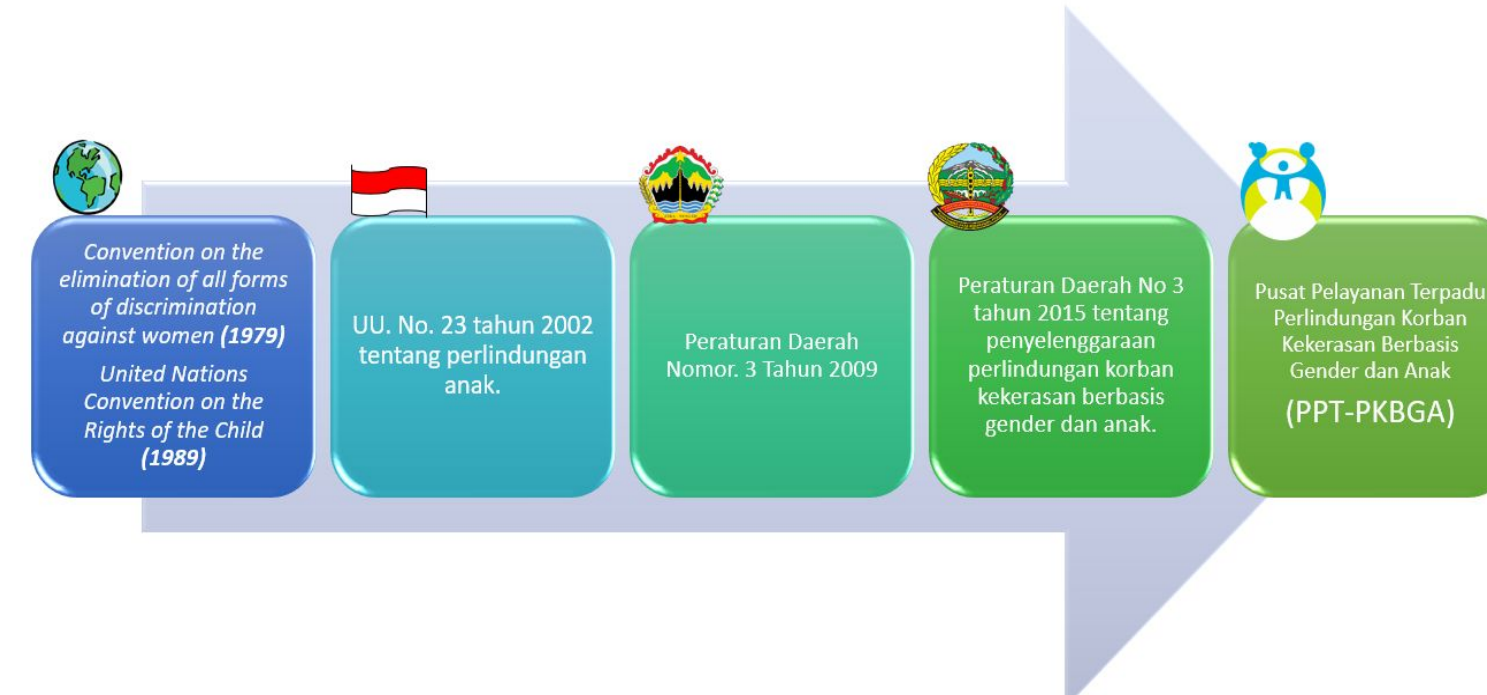 Convention on the
elimination of all forms
of discrimination
against women (1979)
United Nations
Convention on the
Rights of the Child
(1989)
UU. No. 23 tahun 2002
tentang perlindungan
anak.
Peraturan Daerah
Nomor. 3 Tahun 2009
Peraturan Daerah No 3
tahun 2015 tentang
penyelenggaraan
perlindungan korban
kekerasan berbasis
gender dan anak.
Pusat Pelayanan Terpadu
Perlindungan Korban
Kekerasan Berbasis
Gender dan Anak
(PPT-PKBGA)